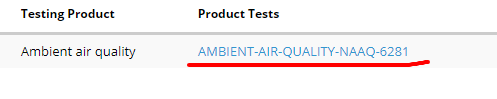 Testing Product Product Tests
Ambient air quality AMBIENT-AIR-QUALITY-NAAQ-6281